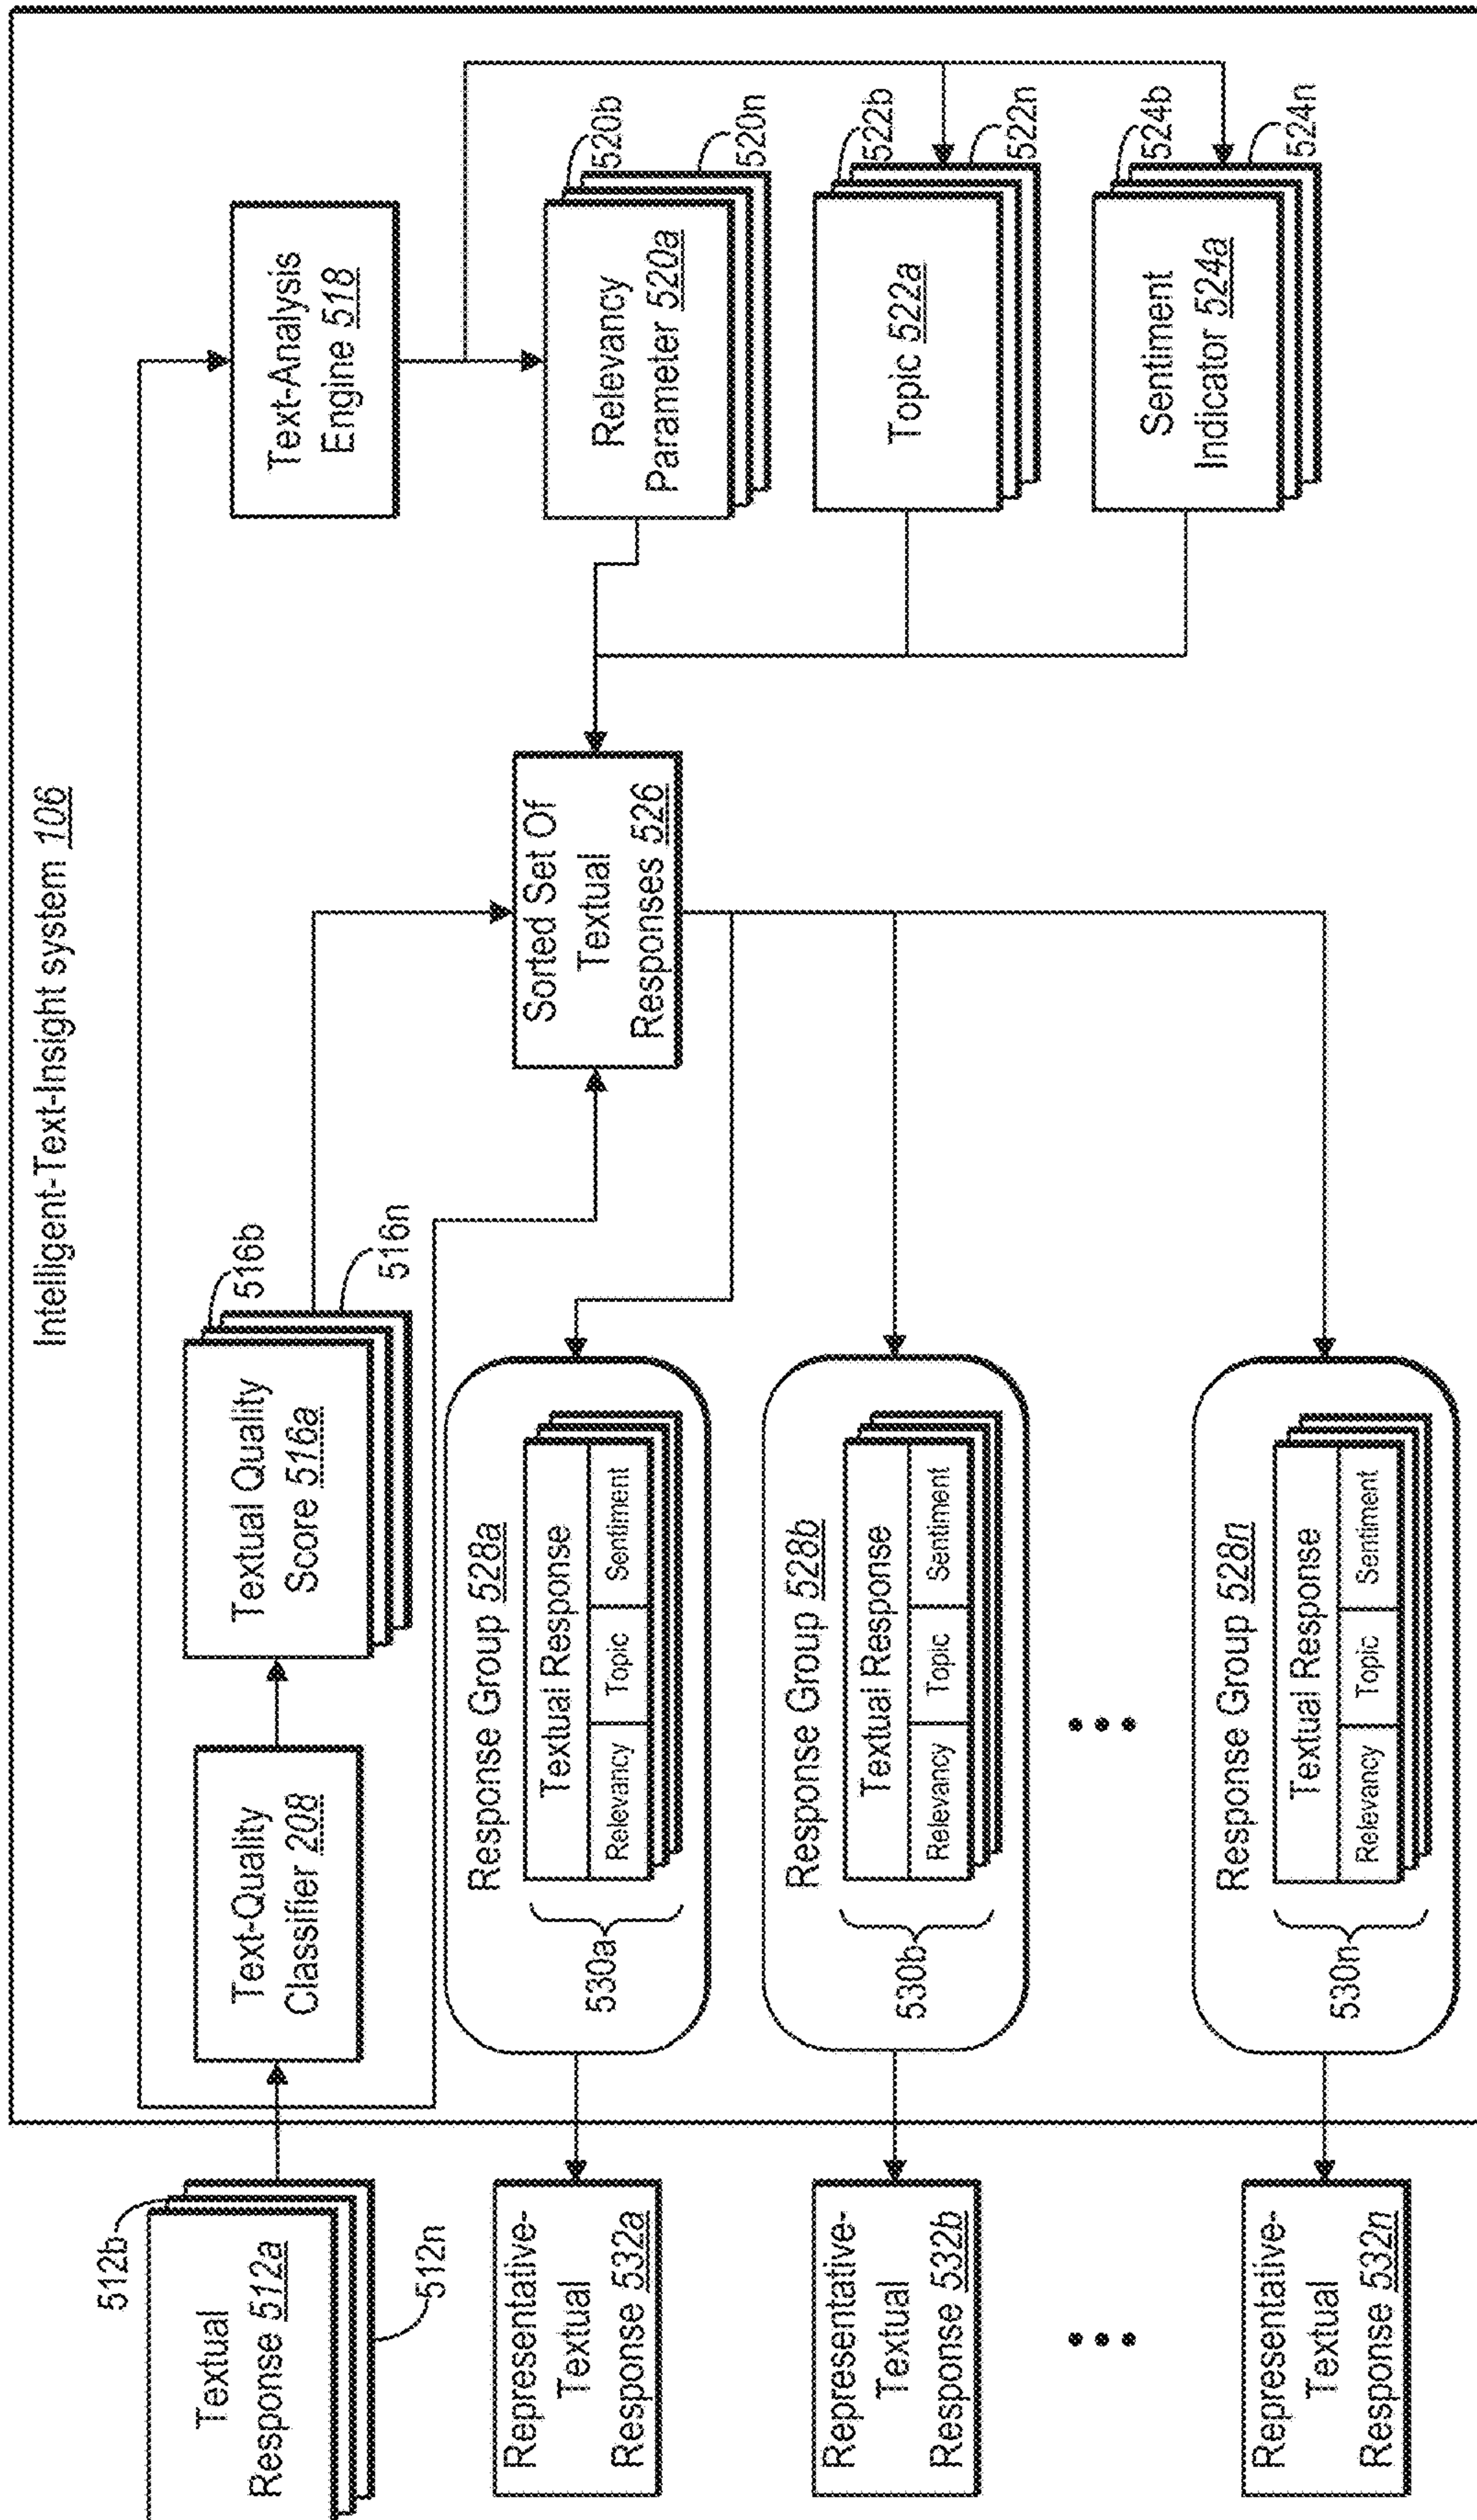 Intelligent-Text-Insight system 106
512b
Textual
Response 512a
512n
Text-Quality
Classifier 208
Textual Quality
Score 516a
516b
516n
Text-Analysis
Engine 518
Relevancy
Parameter 520a
520b
520n
Topic 522a
522b
522n
Sentiment
Indicator 524a
524b
524n
Sorted Set Of
Textual
Responses 526
Response Group 528a
Textual Response
Relevancy
Topic
Sentiment
530a
Representative-
Textual
Response 532a
Response Group 528b
Textual Response
Relevancy
Topic
Sentiment
530b
Representative-
Textual
Response 532b
Response Group 528n
Textual Response
Relevancy
Topic
Sentiment
530n
Representative-
Textual
Response 532n